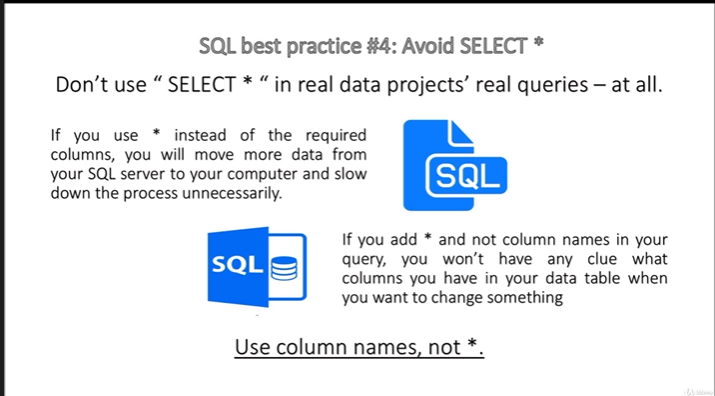 SQL best practice #4: Avoid SELECT *
Don't use “ SELECT * “ in real data projects' real queries – at all.
If you use * instead of the required
columns, you will move more data from
your SQL server to your computer and slow
down the process unnecessarily.
SQL
SQL
If you add * and not column names in your
query, you won't have any clue what
columns you have in your data table when
you want to change something
Use column names, not *.